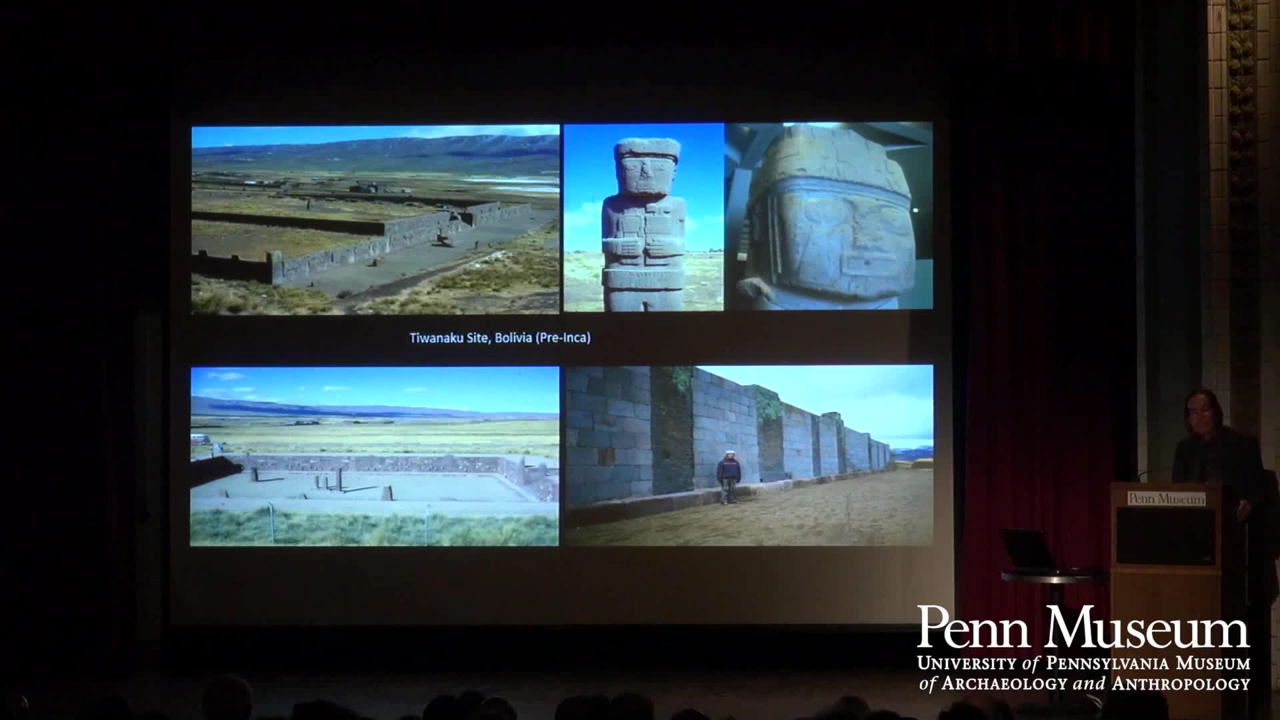 Tiwanaku Site, Bolivia (Pre-Inca)
Penn Museum
Penn Museum
UNIVERSITY of PENNSYLVANIA MUSEUM
of ARCHAEOLOGY and ANTHROPOLOGY